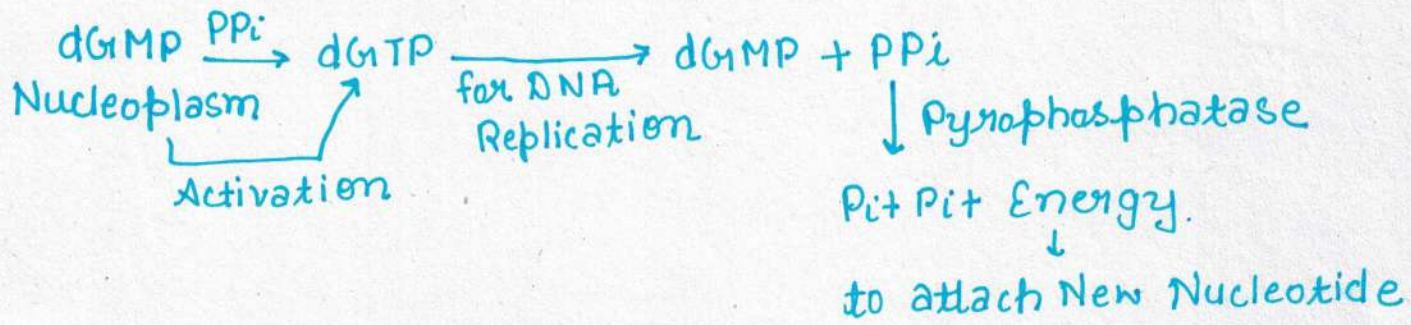 dGMP PPi → dGTP → dGMP + PPi
Nucleoplasm
for DNA
Replication
Activation
↓ Pyrophosphatase
Pi+ Pi+ Energy.
↓
to attach New Nucleotide